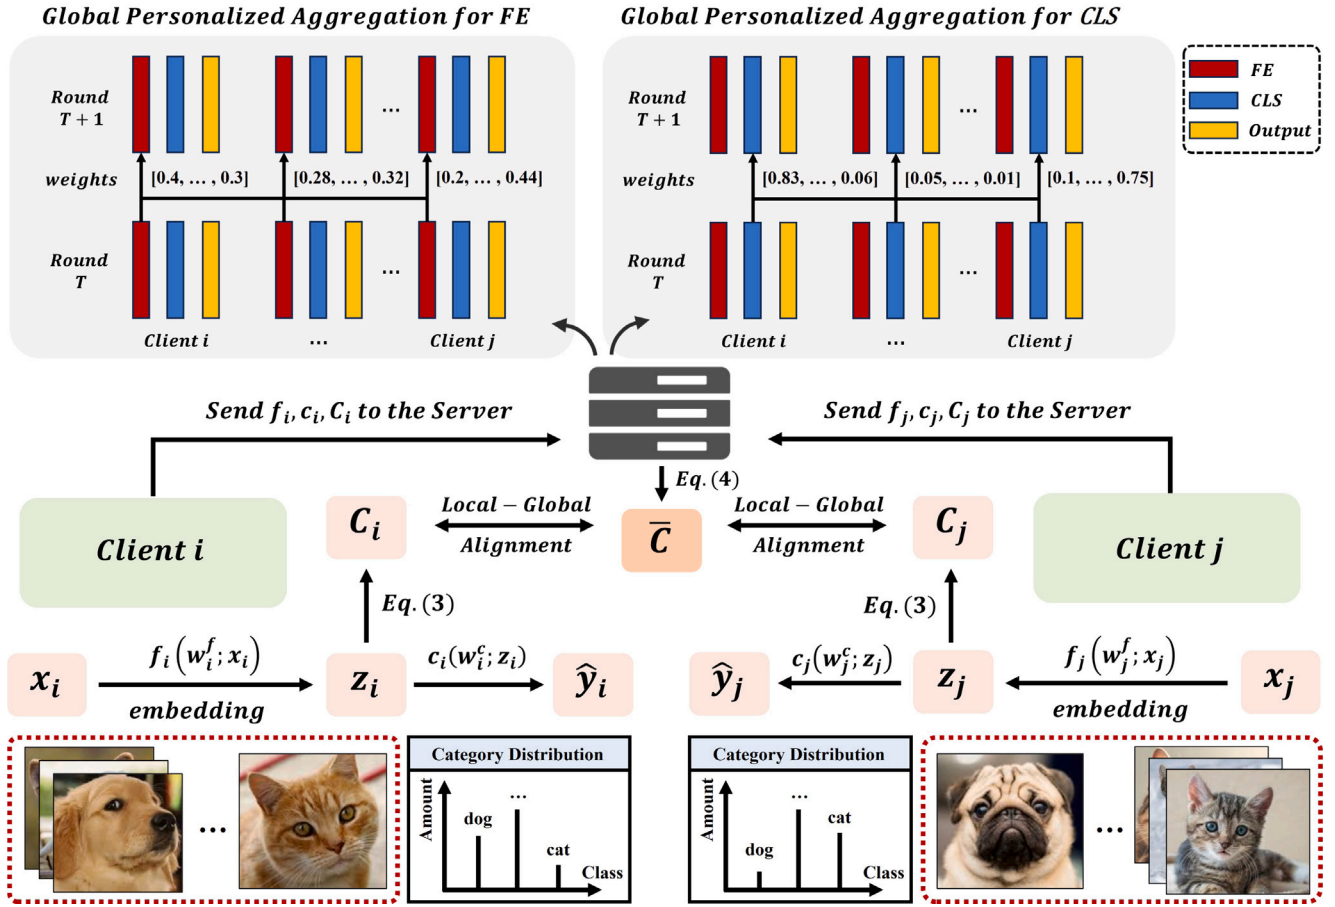 Global Personalized Aggregation for FE
Global Personalized Aggregation for CLS
Round
T + 1
weights
[0.4, … , 0.3]
[0.28, … , 0.32]
[0.2, … , 0.44]
...
Round
T
...
Client i
...
Client j
Round
T + 1
weights
[0.83, … , 0.06]
[0.05, … , 0.01]
[0.1, … , 0.75]
...
Round
T
...
Client i
...
Client j
FE
CLS
Output
Send f_i, c_i, C_i to the Server
Send f_j, c_j, C_j to the Server
Eq. (4)
Client i
C_i
Local − Global
Alignment
C̅
Local − Global
Alignment
C_j
Client j
Eq. (3)
Eq. (3)
x_i
f_i (w_i^f; x_i)
embedding
z_i
c_i(w_i^c; z_i)
ŷ_i
ŷ_j
c_j(w_j^c; z_j)
z_j
f_j (w_j^f; x_j)
embedding
x_j
...
Category Distribution
Amount
dog
...
cat
Class
Category Distribution
Amount
dog
...
cat
Class
...